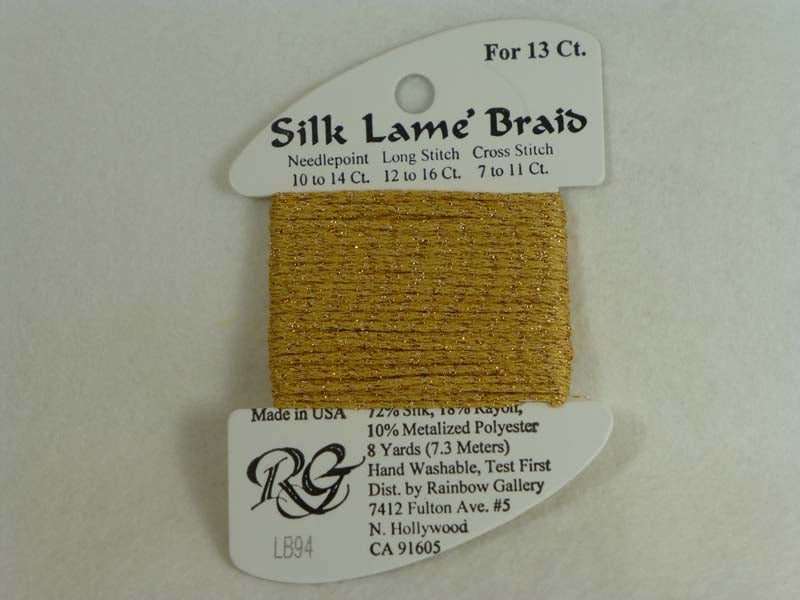 For 13 Ct.
Silk Lame' Braid
Needlepoint Long Stitch Cross Stitch
10 to 14 Ct. 12 to 16 Ct. 7 to 11 Ct.
Made in USA
72% Silk, 18% Rayon,
10% Metalized Polyester
8 Yards (7.3 Meters)
Hand Washable, Test First
Dist. by Rainbow Gallery
7412 Fulton Ave. #5
N. Hollywood
CA 91605
RG
LB94